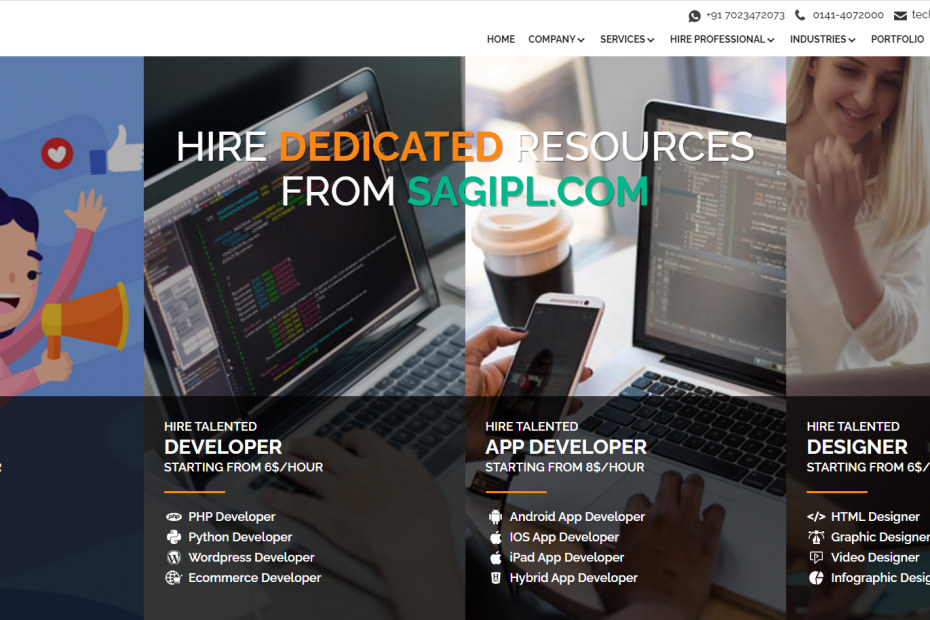 +91 7023472073 0141-4072000 tech
HOME COMPANY SERVICES HIRE PROFESSIONAL INDUSTRIES PORTFOLIO
HIRE DEDICATED RESOURCES
FROM SAGIPL.COM
HIRE TALENTED
DEVELOPER
STARTING FROM 6$/HOUR
PHP Developer
Python Developer
Wordpress Developer
Ecommerce Developer
HIRE TALENTED
APP DEVELOPER
STARTING FROM 8$/HOUR
Android App Developer
IOS App Developer
iPad App Developer
Hybrid App Developer
HIRE TALENTED
DESIGNER
STARTING FROM 6$/
HTML Designer
Graphic Designer
Video Designer
Infographic Desig